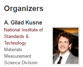 Organizers
A. Gilad Kusne
National Institute of
Standards &
Technology
Materials
Measurement
Science Division